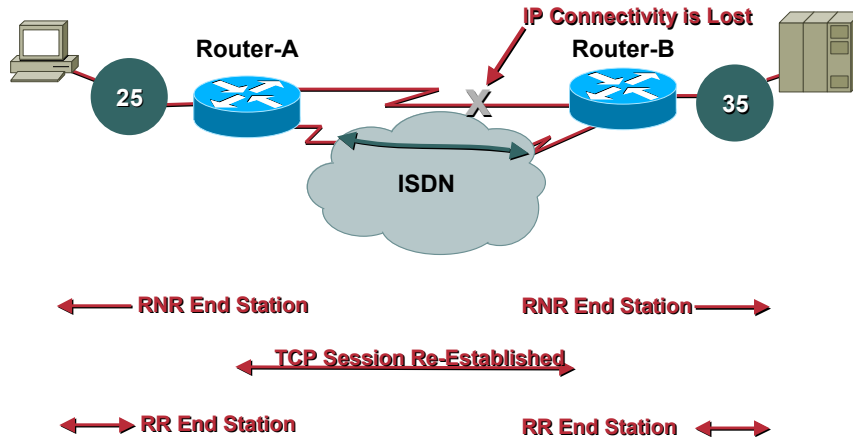 IP Connectivity is Lost
Router-A
Router-B
25
35
X
ISDN
RNR End Station
RNR End Station
TCP Session Re-Established
RR End Station
RR End Station